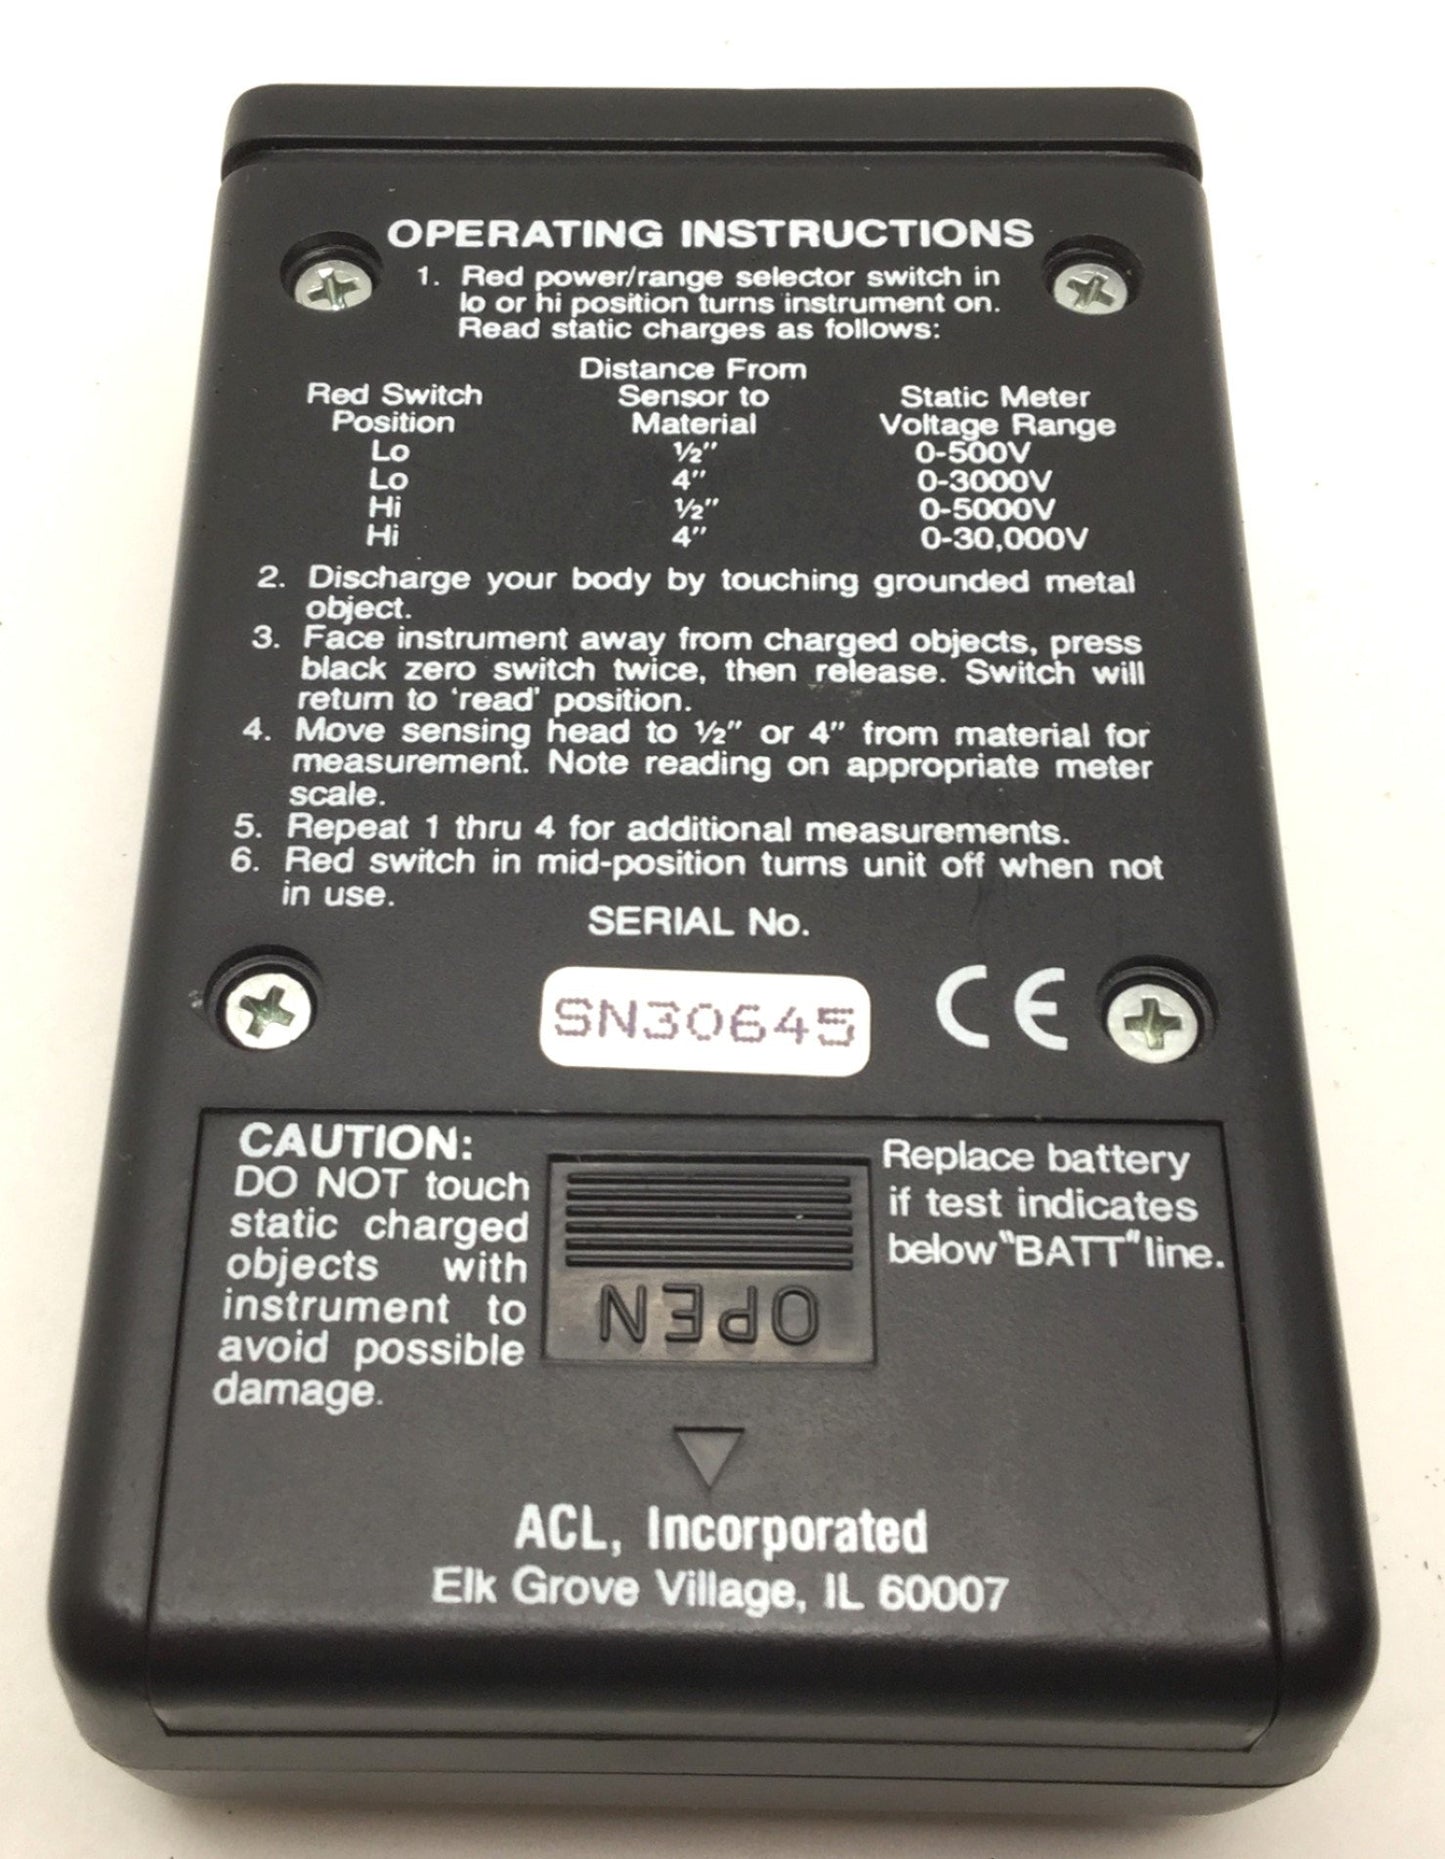 OPERATING INSTRUCTIONS
1. Red power/range selector switch in
lo or hi position turns instrument on.
Read static charges as follows:
Distance From
Red Switch Sensor to Static Meter
Position Material Voltage Range
Lo ½" 0-500V
Lo 4" 0-3000V
Hi ½" 0-5000V
Hi 4" 0-30,000V
2. Discharge your body by touching grounded metal
object.
3. Face instrument away from charged objects, press
black zero switch twice, then release. Switch will
return to 'read' position.
4. Move sensing head to ½" or 4" from material for
measurement. Note reading on appropriate meter
scale.
5. Repeat 1 thru 4 for additional measurements.
6. Red switch in mid-position turns unit off when not
in use.
SERIAL No.
SN30645
CE
CAUTION:
DO NOT touch
static charged
objects with
instrument to
avoid possible
damage.
OPEN
Replace battery
if test indicates
below "BATT" line.
ACL, Incorporated
Elk Grove Village, IL 60007